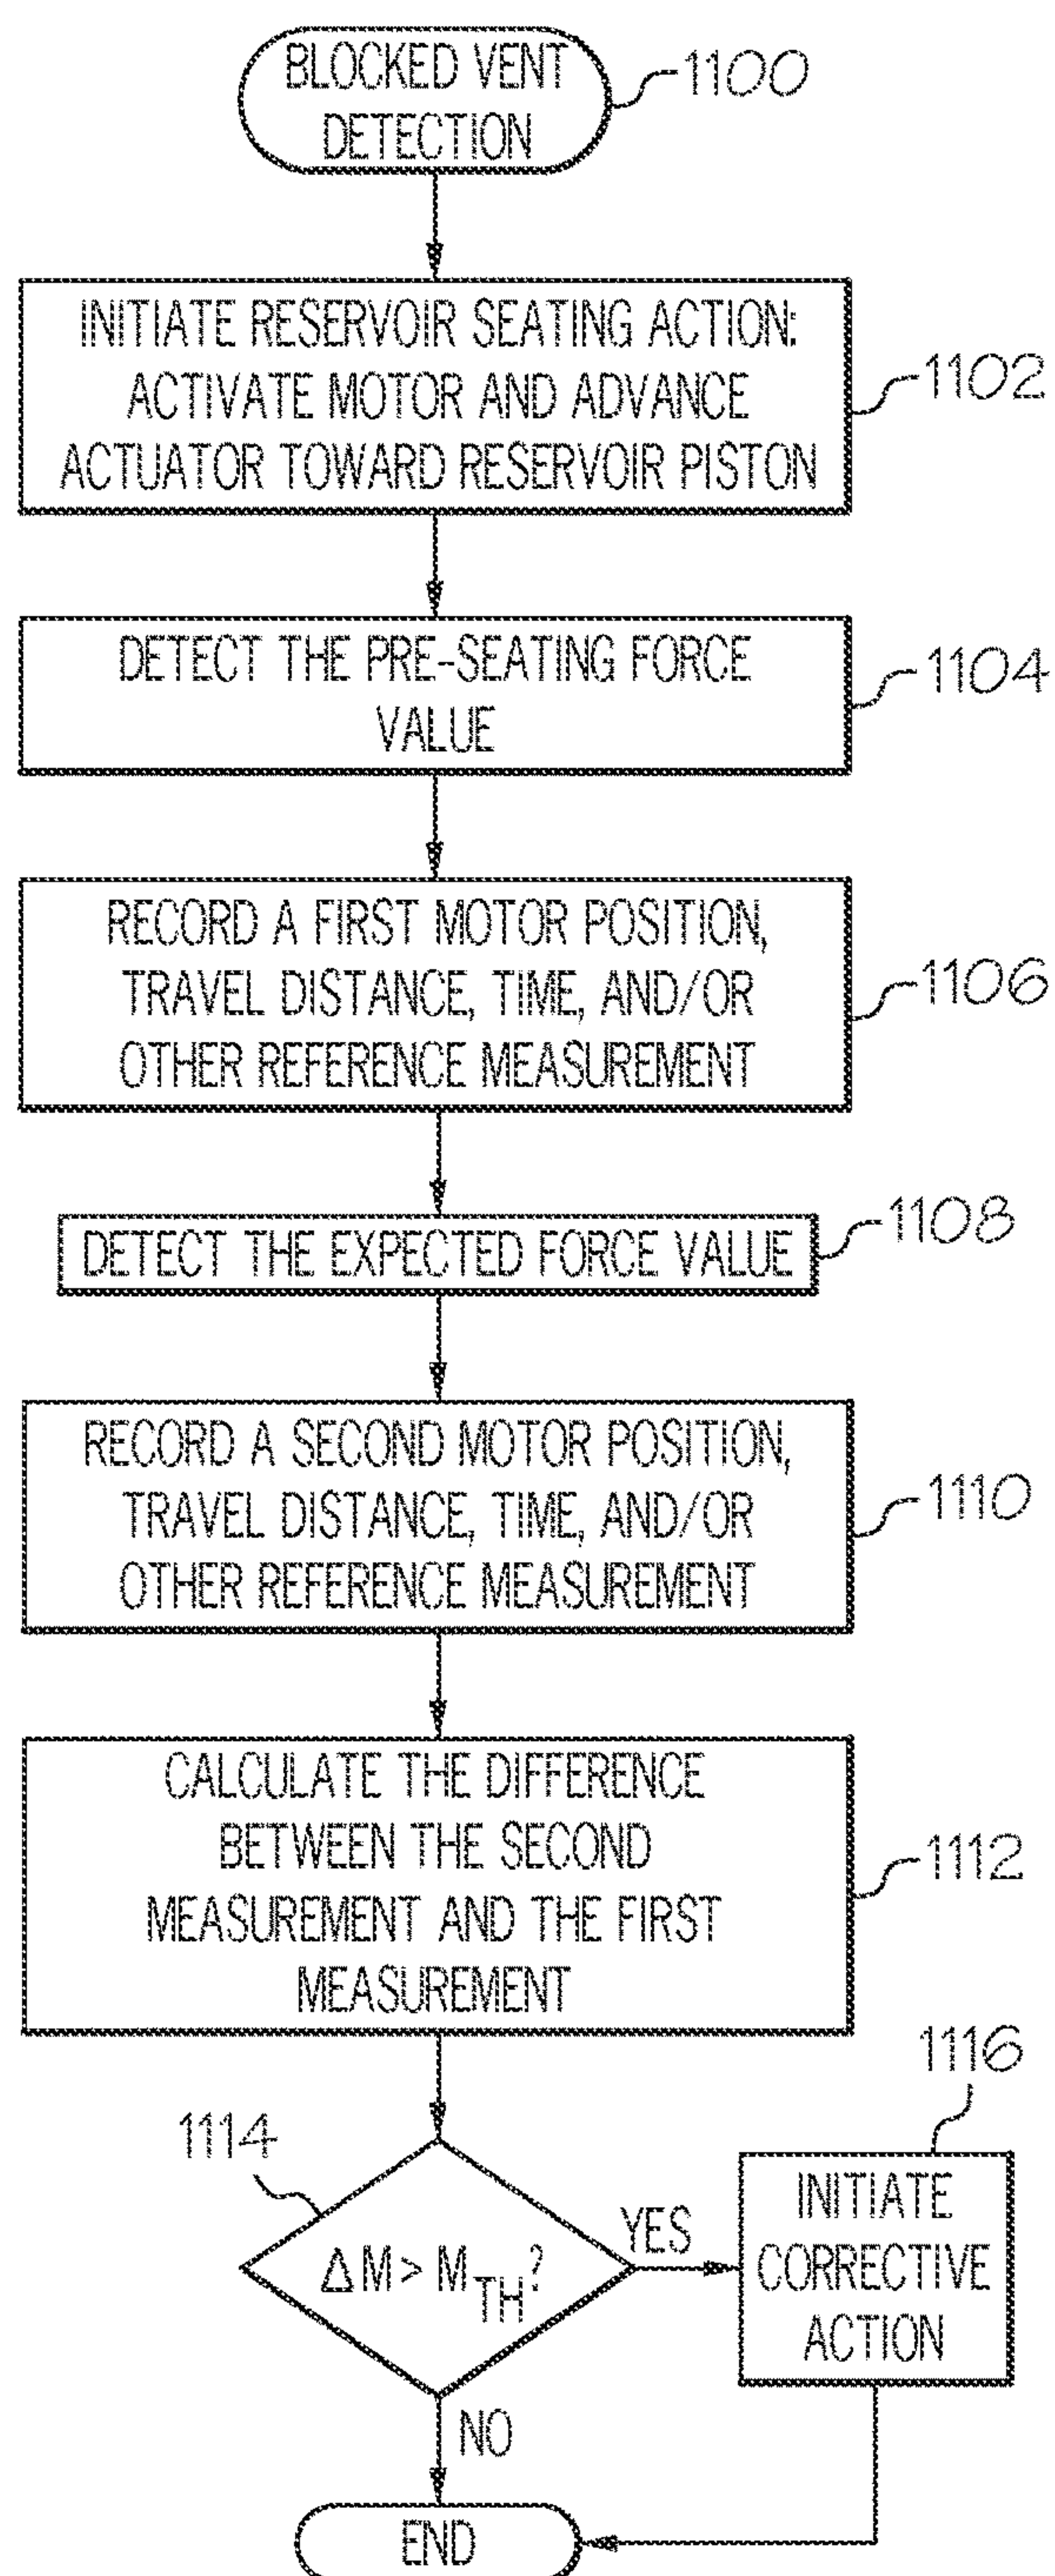 BLOCKED VENT
DETECTION
1100
INITIATE RESERVOIR SEATING ACTION:
ACTIVATE MOTOR AND ADVANCE
ACTUATOR TOWARD RESERVOIR PISTON
1102
DETECT THE PRE-SEATING FORCE
VALUE
1104
RECORD A FIRST MOTOR POSITION,
TRAVEL DISTANCE, TIME, AND/OR
OTHER REFERENCE MEASUREMENT
1106
DETECT THE EXPECTED FORCE VALUE
1108
RECORD A SECOND MOTOR POSITION,
TRAVEL DISTANCE, TIME, AND/OR
OTHER REFERENCE MEASUREMENT
1110
CALCULATE THE DIFFERENCE
BETWEEN THE SECOND
MEASUREMENT AND THE FIRST
MEASUREMENT
1112
1114
ΔM > M TH ?
YES
1116
INITIATE
CORRECTIVE
ACTION
NO
END